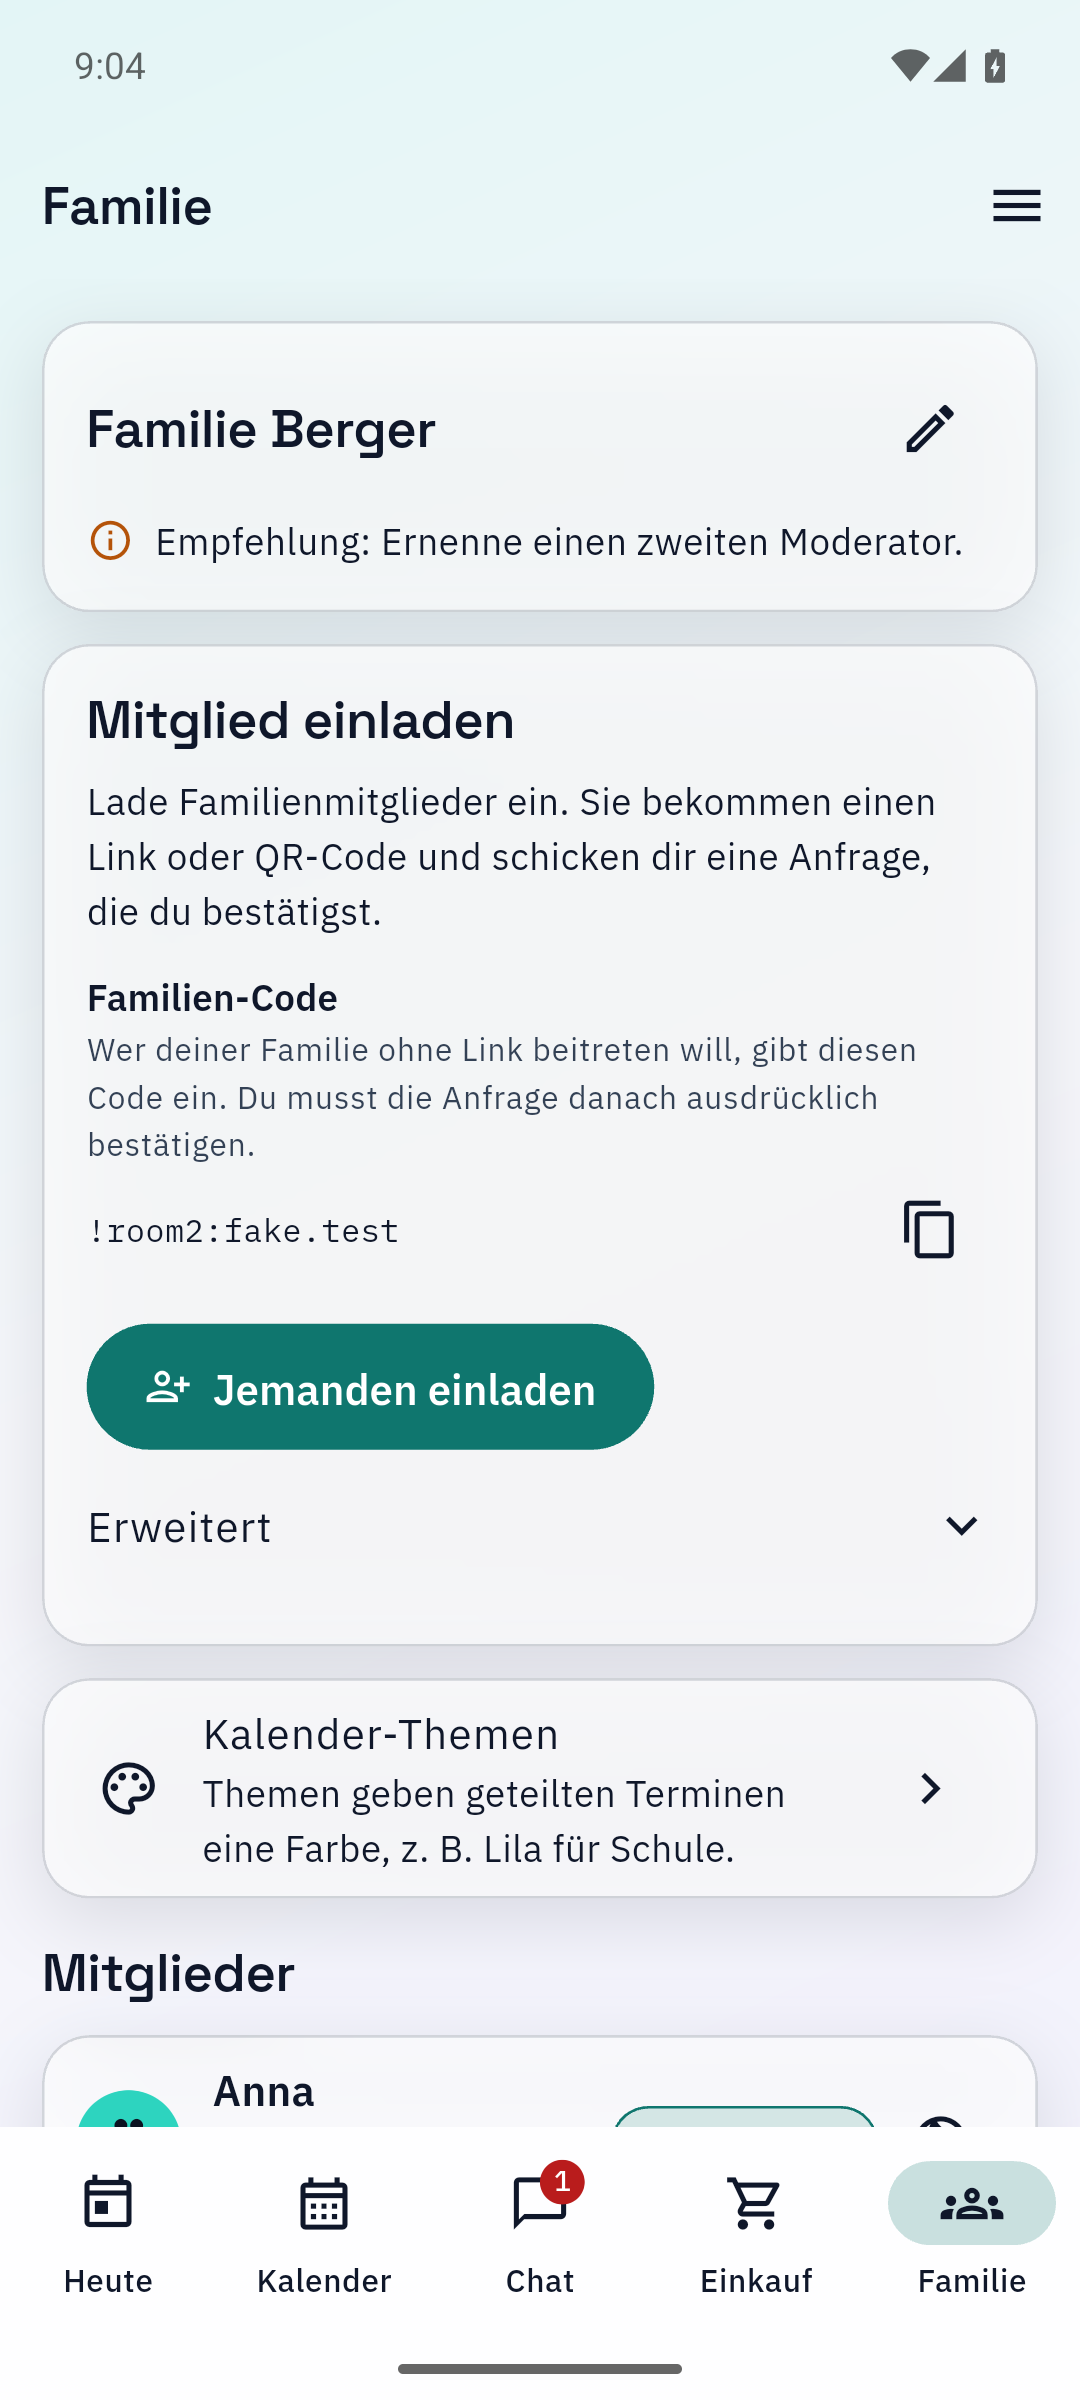 9:04
Familie
Familie Berger
Empfehlung: Ernenne einen zweiten Moderator.
Mitglied einladen
Lade Familienmitglieder ein. Sie bekommen einen
Link oder QR-Code und schicken dir eine Anfrage,
die du bestätigst.
Familien-Code
Wer deiner Familie ohne Link beitreten will, gibt diesen
Code ein. Du musst die Anfrage danach ausdrücklich
bestätigen.
!room2:fake.test
Jemanden einladen
Erweitert
Kalender-Themen
Themen geben geteilten Terminen
eine Farbe, z. B. Lila für Schule.
Mitglieder
Anna
1
Heute Kalender Chat Einkauf Familie